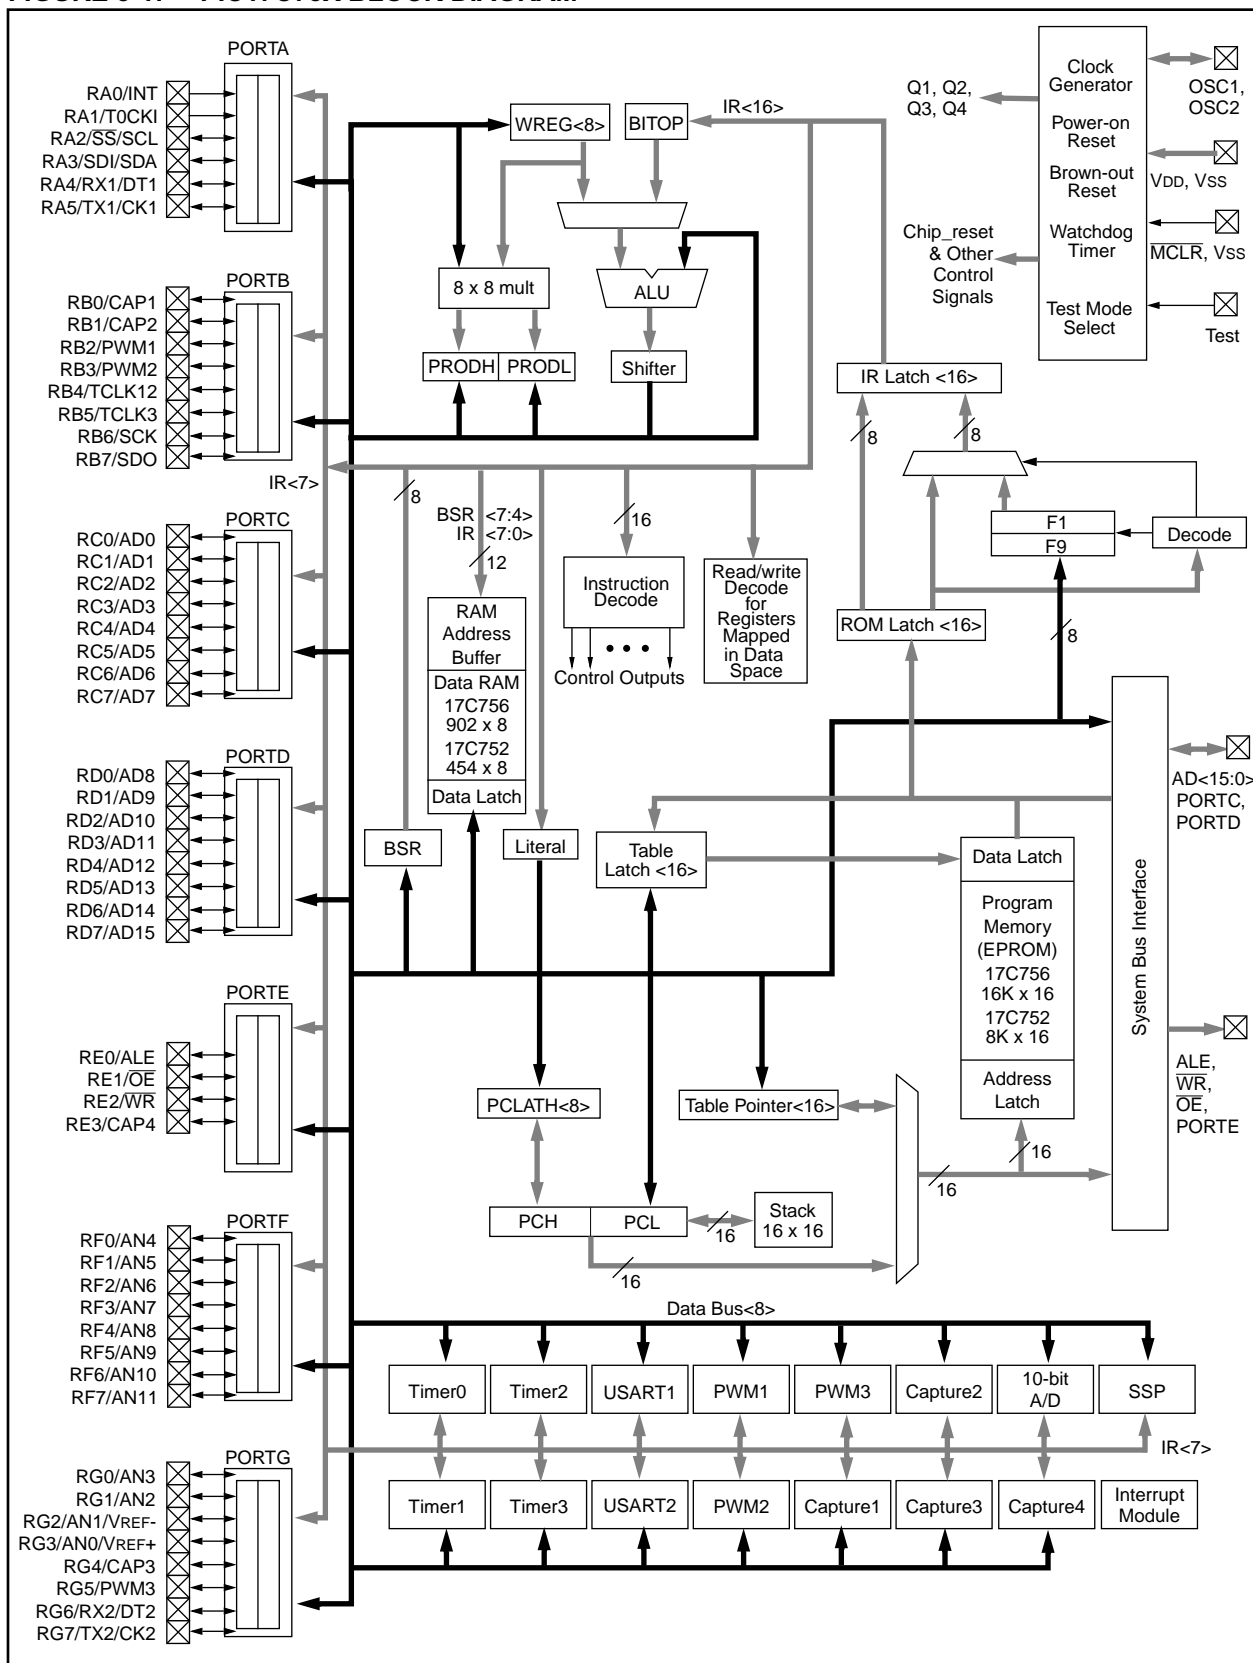 PORTA
RA0/INT
RA1/T0CKI
RA2/SS/SCL
RA3/SDI/SDA
RA4/RX1/DT1
RA5/TX1/CK1
PORTB
RB0/CAP1
RB1/CAP2
RB2/PWM1
RB3/PWM2
RB4/TCLK12
RB5/TCLK3
RB6/SCK
RB7/SDO
PORTC
RC0/AD0
RC1/AD1
RC2/AD2
RC3/AD3
RC4/AD4
RC5/AD5
RC6/AD6
RC7/AD7
PORTD
RD0/AD8
RD1/AD9
RD2/AD10
RD3/AD11
RD4/AD12
RD5/AD13
RD6/AD14
RD7/AD15
PORTE
RE0/ALE
RE1/OE
RE2/WR
RE3/CAP4
PORTF
RF0/AN4
RF1/AN5
RF2/AN6
RF3/AN7
RF4/AN8
RF5/AN9
RF6/AN10
RF7/AN11
PORTG
RG0/AN3
RG1/AN2
RG2/AN1/VREF-
RG3/AN0/VREF+
RG4/CAP3
RG5/PWM3
RG6/RX2/DT2
RG7/TX2/CK2
WREG<8>
BITOP
IR<16>
8 x 8 mult
ALU
PRODH
PRODL
Shifter
Q1, Q2,
Q3, Q4
Chip_reset
& Other
Control
Signals
Clock
Generator
Power-on
Reset
Brown-out
Reset
Watchdog
Timer
Test Mode
Select
OSC1,
OSC2
VDD, VSS
MCLR, VSS
Test
IR Latch <16>
8
8
F1
F9
Decode
ROM Latch <16>
8
IR<7>
8
BSR <7:4>
IR <7:0>
12
16
Instruction
Decode
Control Outputs
Read/write
Decode
for
Registers
Mapped
in Data
Space
RAM
Address
Buffer
Data RAM
17C756
902 x 8
17C752
454 x 8
Data Latch
BSR
Literal
Table
Latch <16>
Data Latch
Program
Memory
(EPROM)
17C756
16K x 16
17C752
8K x 16
Address
Latch
System Bus Interface
AD<15:0>
PORTC,
PORTD
ALE,
WR,
OE,
PORTE
PCLATH<8>
Table Pointer<16>
16
16
PCH
PCL
16
Stack
16 x 16
16
Data Bus<8>
Timer0
Timer2
USART1
PWM1
PWM3
Capture2
10-bit
A/D
SSP
IR<7>
Timer1
Timer3
USART2
PWM2
Capture1
Capture3
Capture4
Interrupt
Module